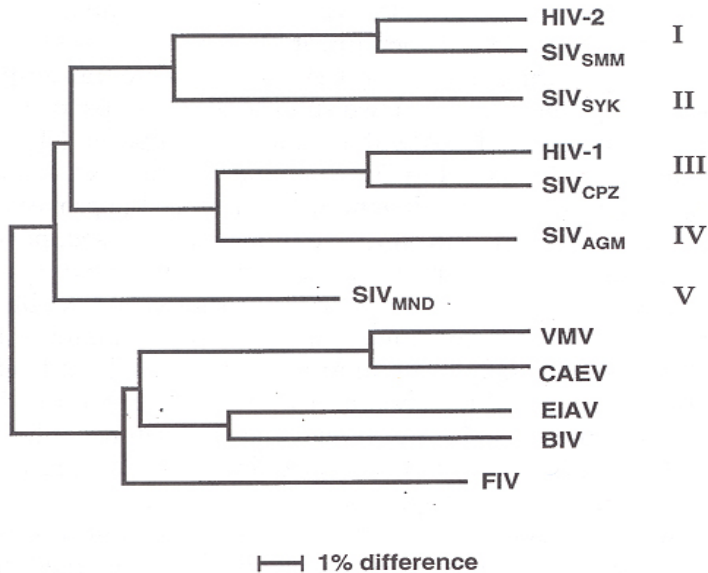 HIV-2
I
SIVSMM
SIVSYK II
HIV-1
III
SIVCPZ
SIVAGM IV
SIVMND V
VMV
CAEV
EIAV
BIV
FIV
1% difference